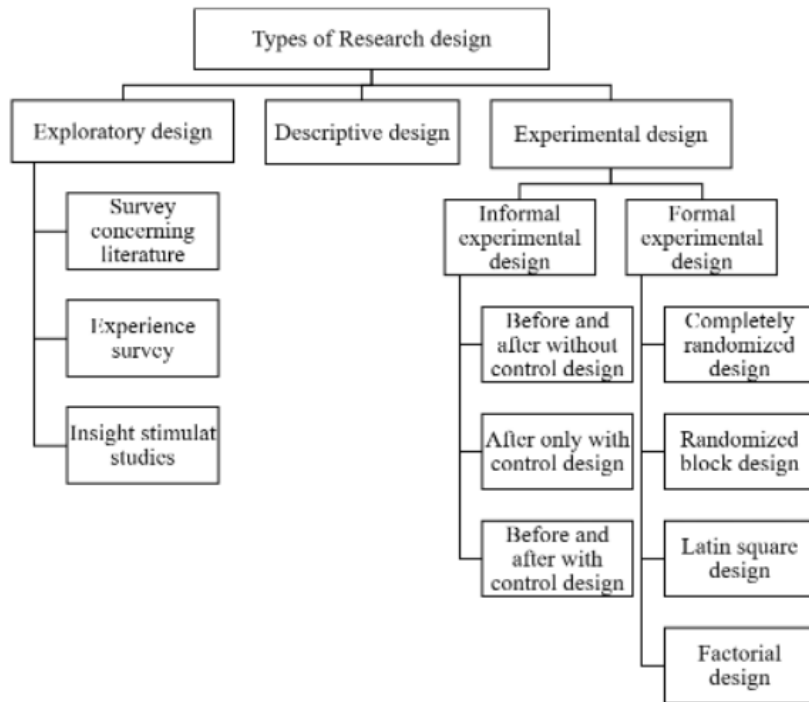 Types of Research design
Exploratory design
Descriptive design
Experimental design
Survey
concerning
literature
Experience
survey
Insight stimulat
studies
Informal
experimental
design
Before and
after without
control design
After only with
control design
Before and
after with
control design
Formal
experimental
design
Completely
randomized
design
Randomized
block design
Latin square
design
Factorial
design